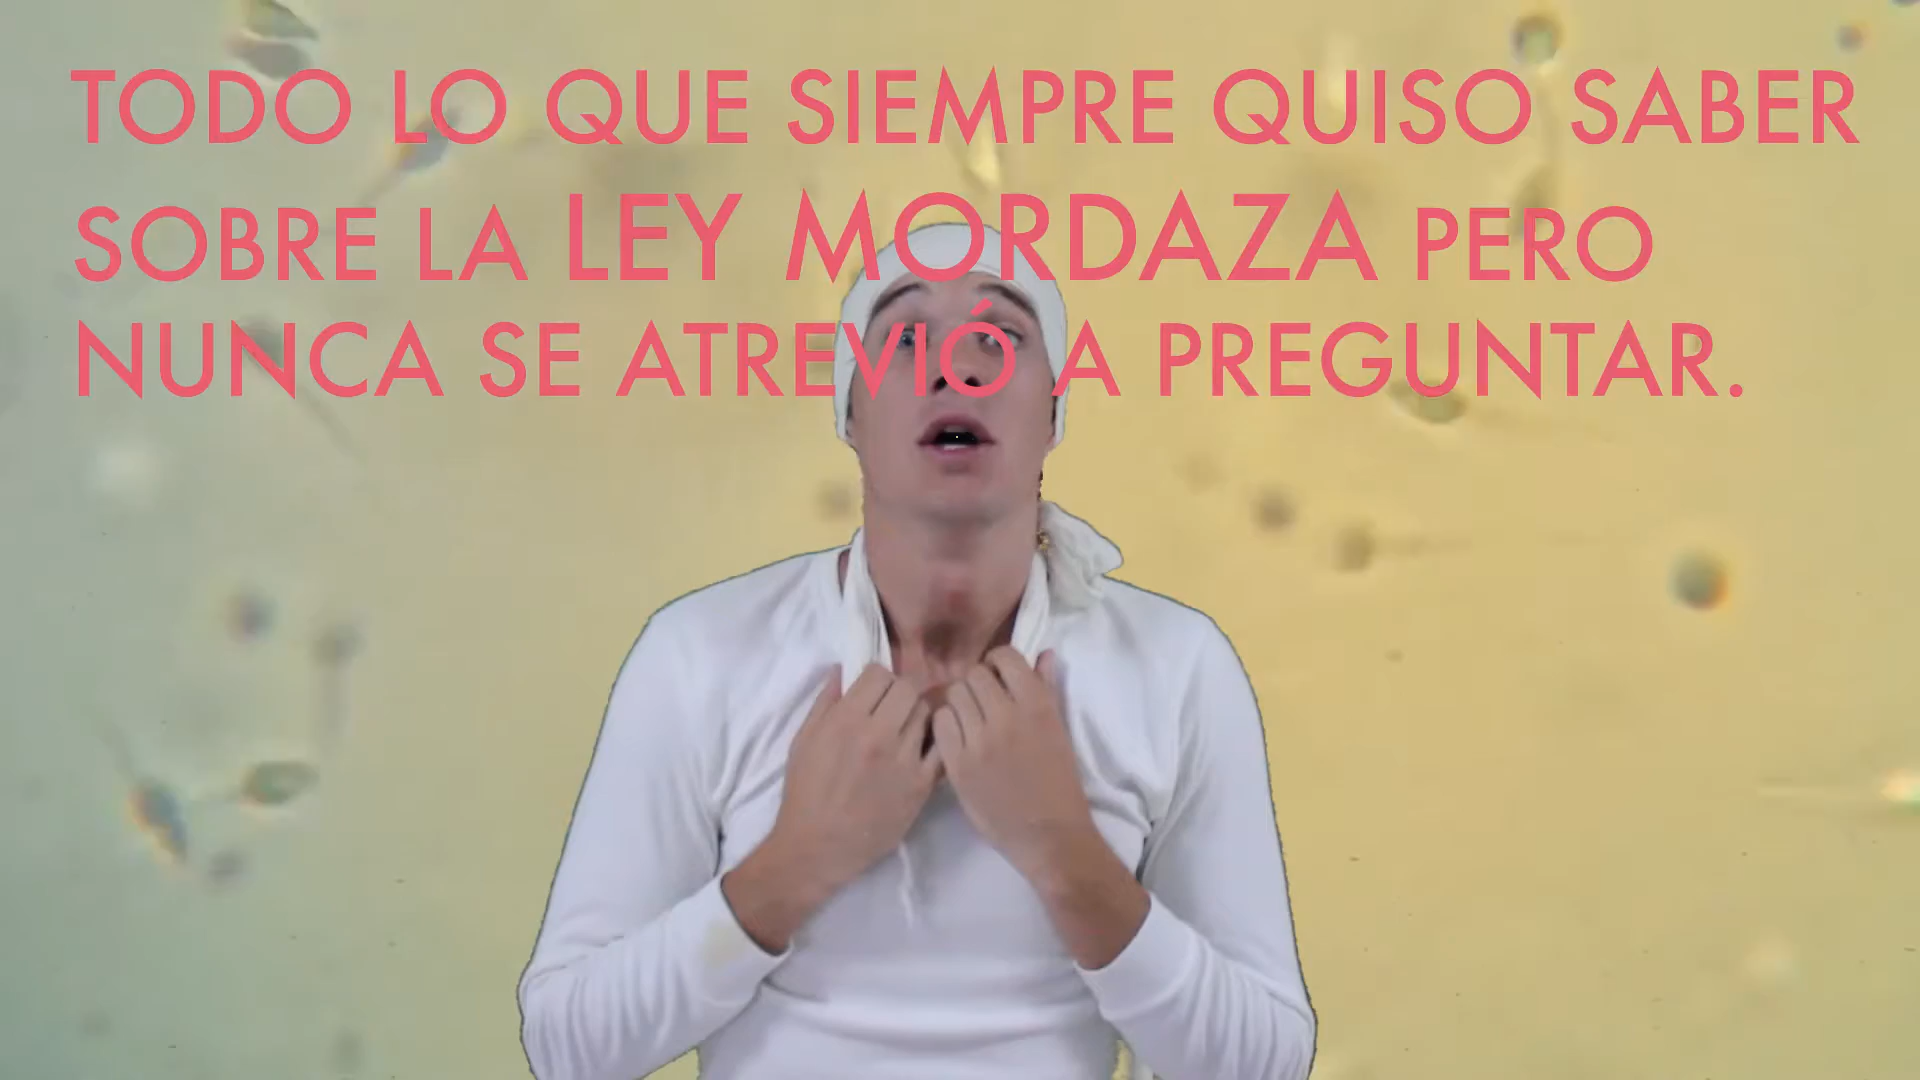 TODO LO QUE SIEMPRE QUISO SABER
SOBRE LA LEY MORDAZA PERO
NUNCA SE ATREVIÓ A PREGUNTAR.